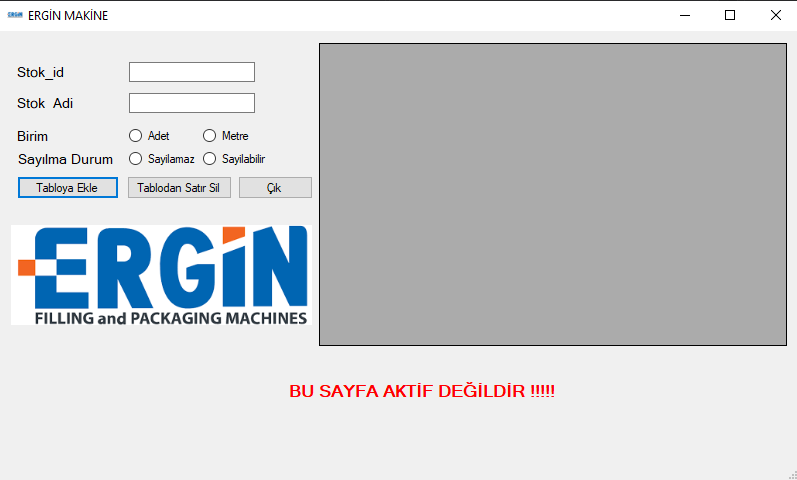 ERGİN MAKİNE
Stok_id
Stok Adi
Birim
Adet
Metre
Sayılma Durum
Sayilamaz
Sayilabilir
Tabloya Ekle
Tablodan Satır Sil
Çık
ERGİN
FILLING and PACKAGING MACHINES
BU SAYFA AKTİF DEĞİLDİR !!!!!